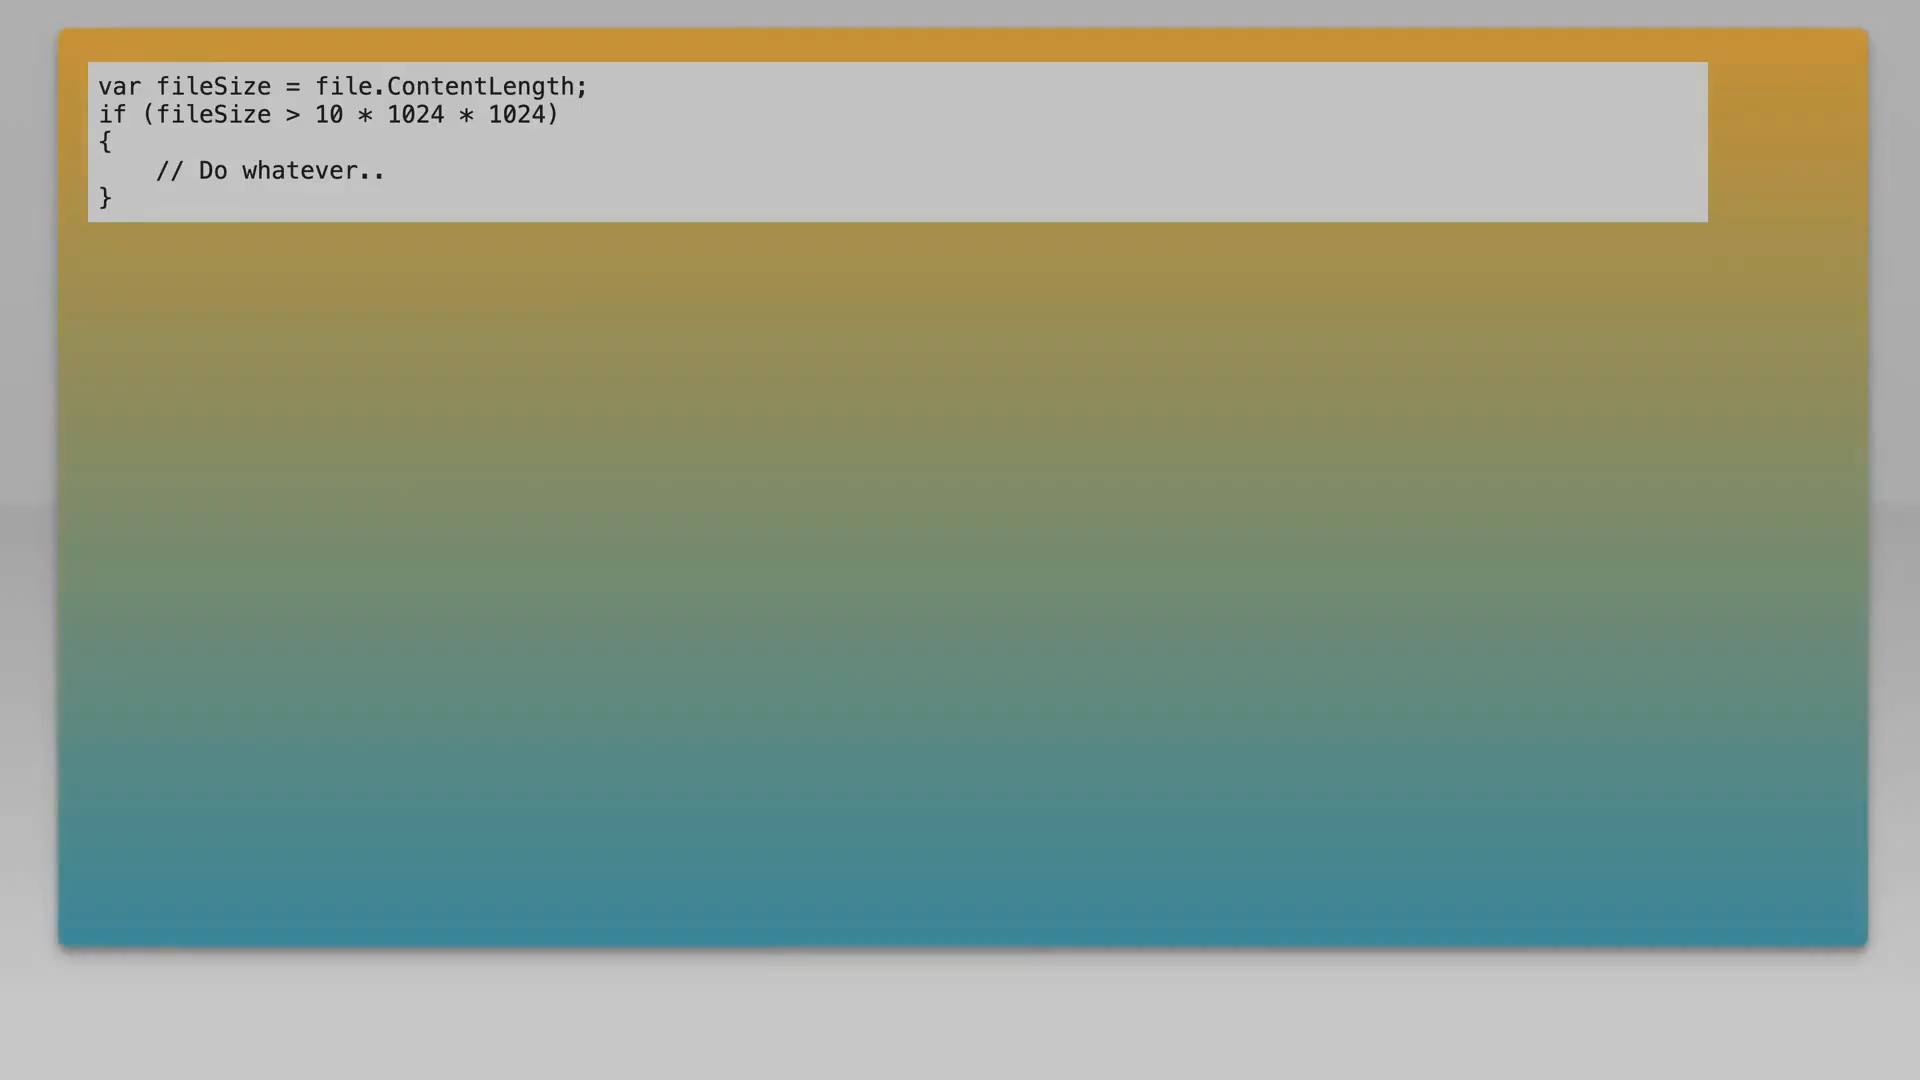 var fileSize = file.ContentLength;
if (fileSize > 10 * 1024 * 1024)
{
    // Do whatever..
}